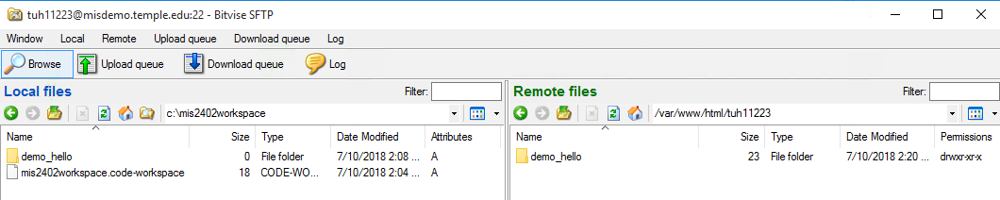 tuh11223@misdemo.temple.edu:22 - Bitvise SFTP
Window Local Remote Upload queue Download queue Log
Browse Upload queue Download queue Log
Local files Filter: Remote files Filter:
c:\mis2402workspace /var/www/html/tuh11223
Name Size Type Date Modified Attributes Name Size Type Date Modified Permissions
demo_hello 0 File folder 7/10/2018 2:08 ... A demo_hello 23 File folder 7/10/2018 2:20 ... drwxr-xr-x
mis2402workspace.code-workspace 18 CODE-WO... 7/10/2018 2:04 ... A